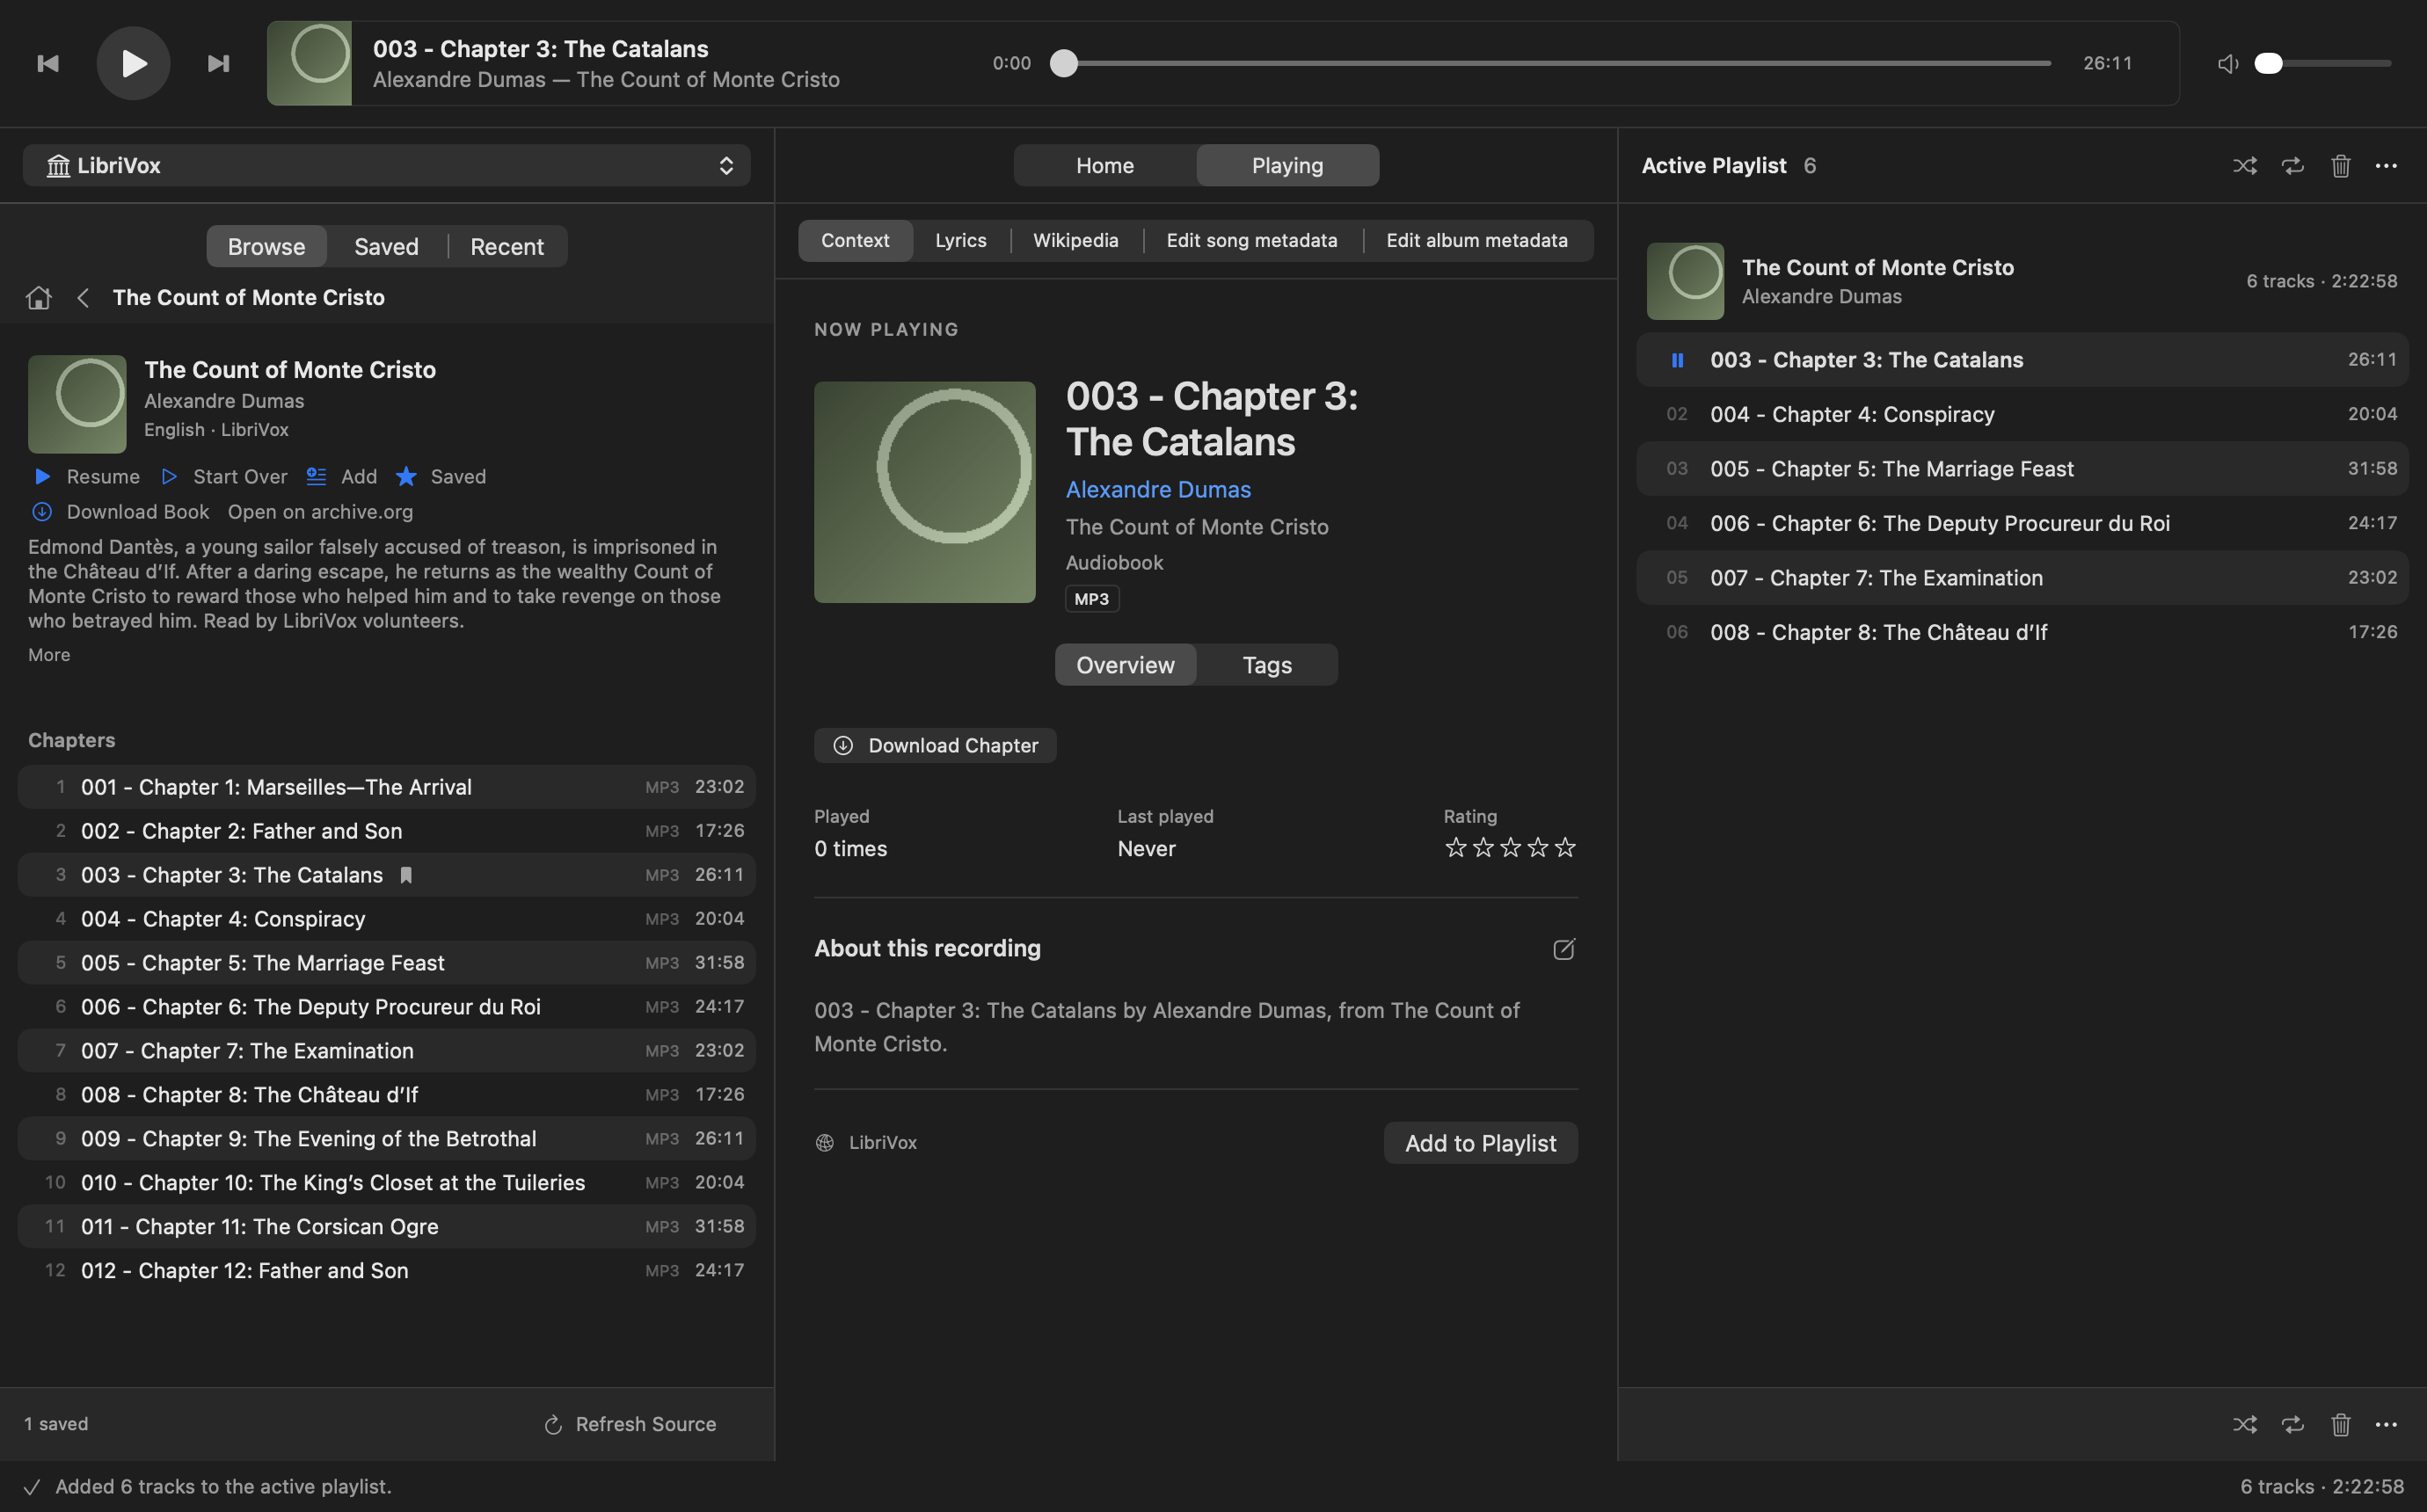 003 - Chapter 3: The Catalans
Alexandre Dumas — The Count of Monte Cristo
0:00
26:11
LibriVox
Browse
Saved
Recent
The Count of Monte Cristo
The Count of Monte Cristo
Alexandre Dumas
English · LibriVox
Resume
Start Over
Add
Saved
Download Book
Open on archive.org
Edmond Dantès, a young sailor falsely accused of treason, is imprisoned in
the Château d’If. After a daring escape, he returns as the wealthy Count of
Monte Cristo to reward those who helped him and to take revenge on those
who betrayed him. Read by LibriVox volunteers.
More
Chapters
1 001 - Chapter 1: Marseilles—The Arrival MP3 23:02
2 002 - Chapter 2: Father and Son MP3 17:26
3 003 - Chapter 3: The Catalans MP3 26:11
4 004 - Chapter 4: Conspiracy MP3 20:04
5 005 - Chapter 5: The Marriage Feast MP3 31:58
6 006 - Chapter 6: The Deputy Procureur du Roi MP3 24:17
7 007 - Chapter 7: The Examination MP3 23:02
8 008 - Chapter 8: The Château d’If MP3 17:26
9 009 - Chapter 9: The Evening of the Betrothal MP3 26:11
10 010 - Chapter 10: The King’s Closet at the Tuileries MP3 20:04
11 011 - Chapter 11: The Corsican Ogre MP3 31:58
12 012 - Chapter 12: Father and Son MP3 24:17
1 saved
Refresh Source
Home
Playing
Context
Lyrics
Wikipedia
Edit song metadata
Edit album metadata
NOW PLAYING
003 - Chapter 3:
The Catalans
Alexandre Dumas
The Count of Monte Cristo
Audiobook
MP3
Overview
Tags
Download Chapter
Played
0 times
Last played
Never
Rating
About this recording
003 - Chapter 3: The Catalans by Alexandre Dumas, from The Count of
Monte Cristo.
LibriVox
Add to Playlist
Active Playlist 6
The Count of Monte Cristo
Alexandre Dumas
6 tracks · 2:22:58
003 - Chapter 3: The Catalans 26:11
02 004 - Chapter 4: Conspiracy 20:04
03 005 - Chapter 5: The Marriage Feast 31:58
04 006 - Chapter 6: The Deputy Procureur du Roi 24:17
05 007 - Chapter 7: The Examination 23:02
06 008 - Chapter 8: The Château d’If 17:26
Added 6 tracks to the active playlist.
6 tracks · 2:22:58